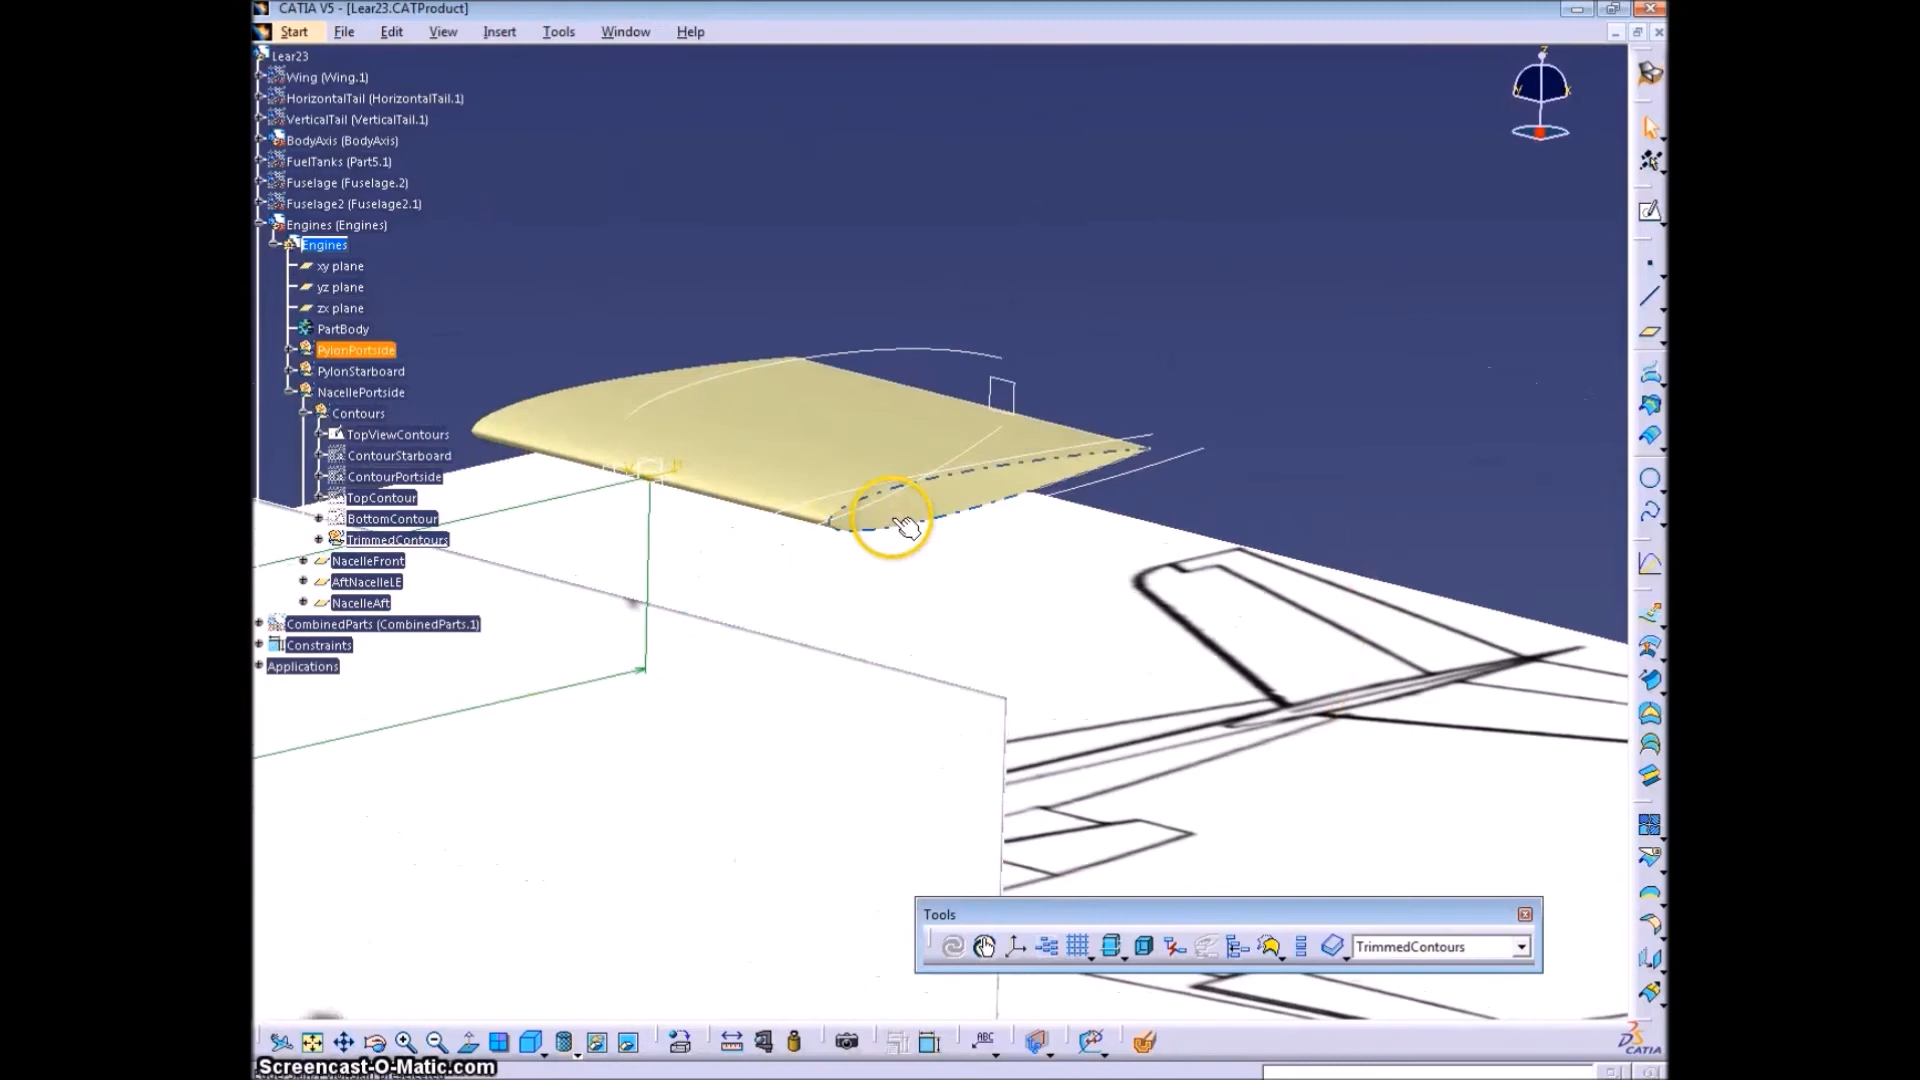 CATIA V5 - [Lear23.CATProduct]
Start File Edit View Insert Tools Window Help
Lear23
Wing (Wing.1)
HorizontalTail (HorizontalTail.1)
VerticalTail (VerticalTail.1)
BodyAxis (BodyAxis)
FuelTanks (Part5.1)
Fuselage (Fuselage.2)
Fuselage2 (Fuselage2.1)
Engines (Engines)
Engines
xy plane
yz plane
zx plane
PartBody
PylonPortside
PylonStarboard
NacellePortside
Contours
TopViewContours
ContourStarboard
ContourPortside
TopContour
BottomContour
TrimmedContours
NacelleFront
AftNacelleLE
NacelleAft
CombinedParts (CombinedParts.1)
Constraints
Applications
z
Tools
TrimmedContours
ABC
CATIA
Screencast-O-Matic.com